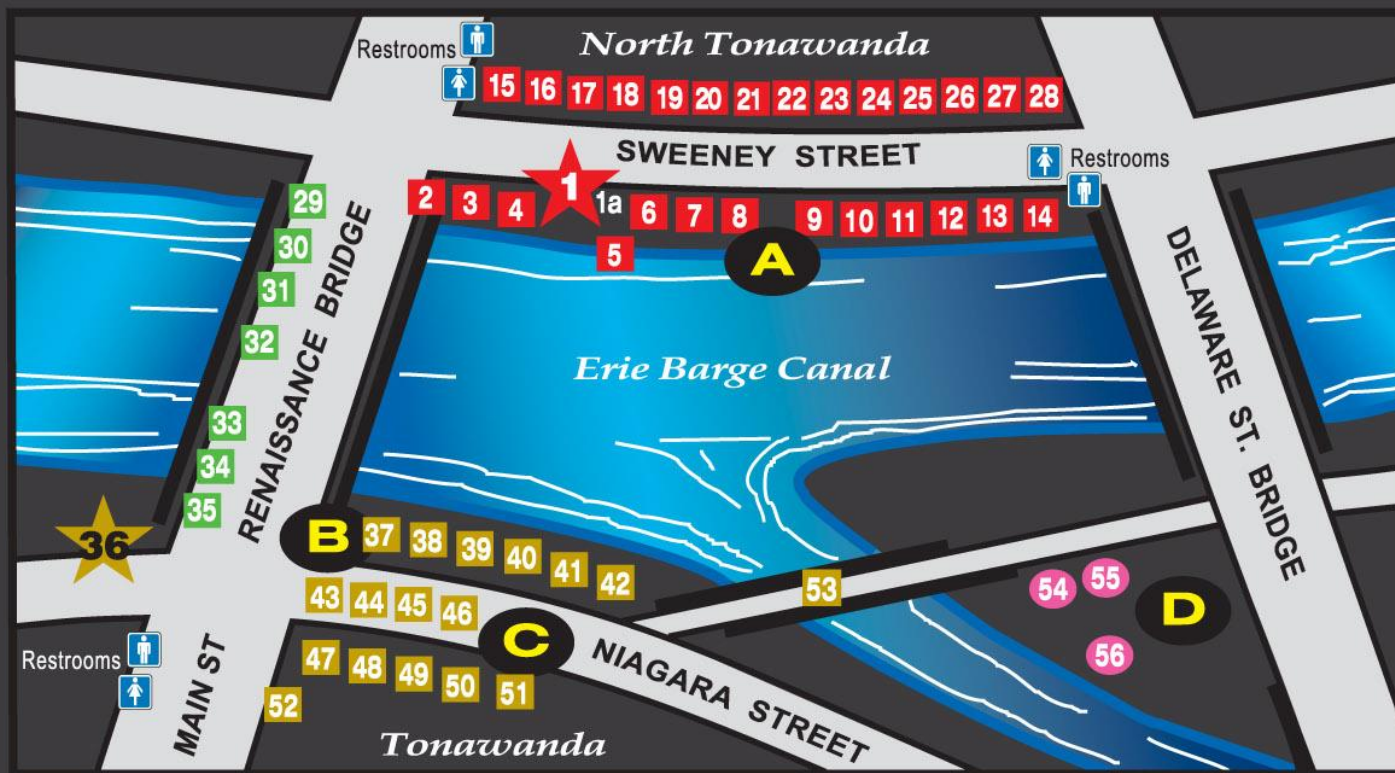 North Tonawanda
Restrooms
15 16 17 18 19 20 21 22 23 24 25 26 27 28
SWEENEY STREET
Restrooms
2 3 4 1 1a 6 7 8 9 10 11 12 13 14
5
A
29
30
31
32
33
34
35
RENAISSANCE BRIDGE
Erie Barge Canal
DELAWARE ST. BRIDGE
36
B
37 38 39 40 41 42
43 44 45 46
C
53
54 55
56
D
NIAGARA STREET
47 48 49 50 51
52
Restrooms
MAIN ST
Tonawanda